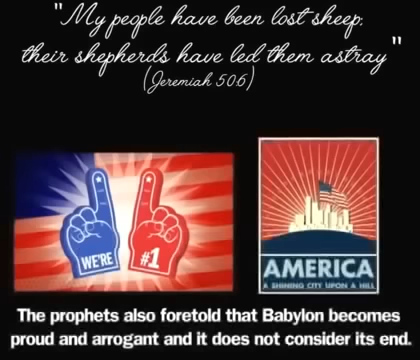 "My people have been lost sheep:
their shepherds have led them astray"
(Jeremiah 50:6)
WE'RE
#1
AMERICA
A SHINING CITY UPON A HILL
The prophets also foretold that Babylon becomes
proud and arrogant and it does not consider its end.